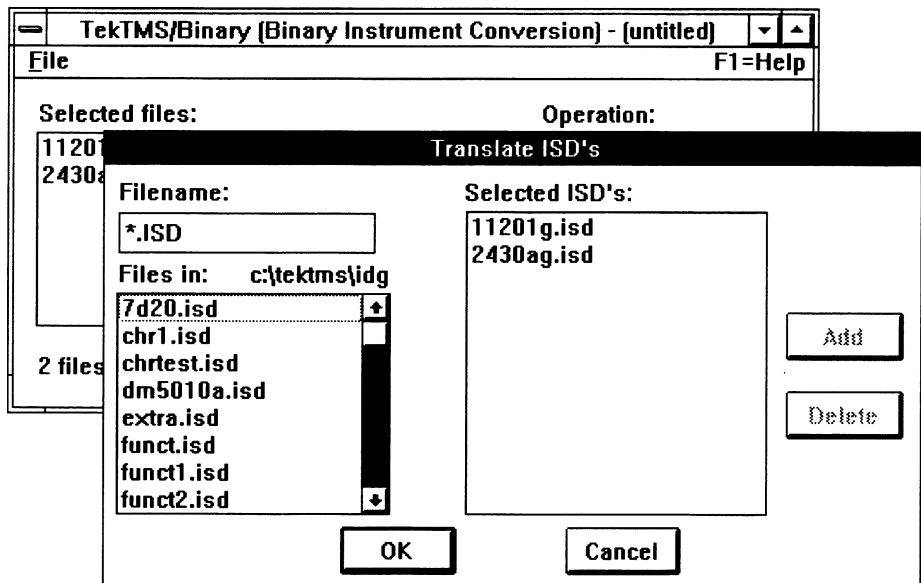 TekTMS/Binary (Binary Instrument Conversion) - (untitled)
File F1=Help
Selected files: Operation:
11201
2430a
2 files
Translate ISD's
Filename:
*.ISD
Files in: c:\tektms\idg
7d20.isd
chr1.isd
chrtest.isd
dm5010a.isd
extra.isd
funct.isd
funct1.isd
funct2.isd
Selected ISD's:
11201g.isd
2430ag.isd
Add
Delete
OK Cancel